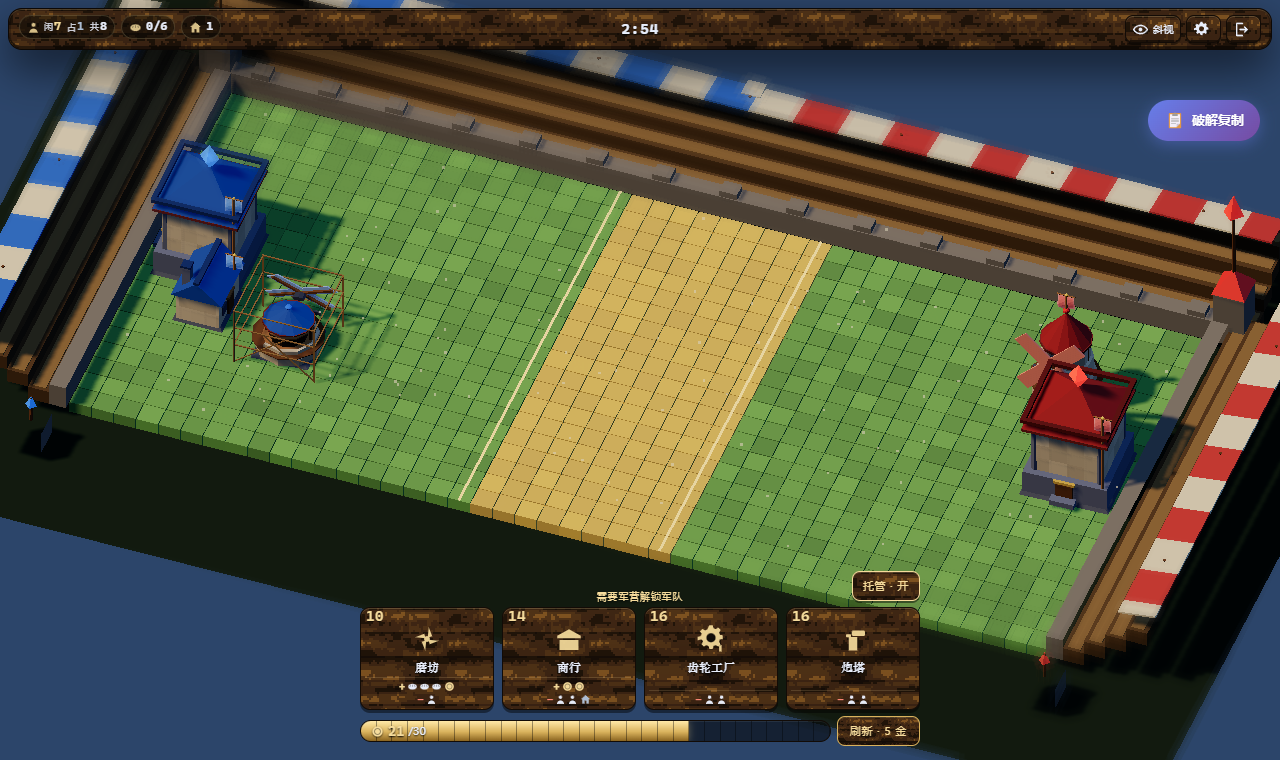 闲7 占1 共8 0/6 1
2:54
斜视
破解复制
托管 · 开
需要军营解锁军队
10 14 16 16
磨坊 商行 齿轮工厂 炮塔
21 /30
刷新 · 5 金